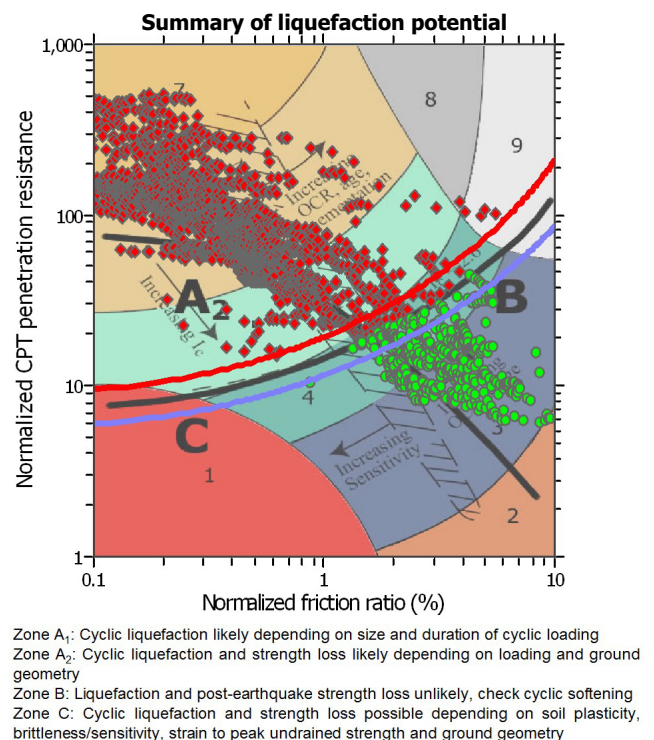 Summary of liquefaction potential
1,000
7
8
9
Increasing
OCR, age,
cementation
100
A2
B
Increasing Ic
10
4
3
C
Increasing
Sensitivity
1
2
1
0.1
1
10
Normalized CPT penetration resistance
Normalized friction ratio (%)
Zone A1: Cyclic liquefaction likely depending on size and duration of cyclic loading
Zone A2: Cyclic liquefaction and strength loss likely depending on loading and ground
geometry
Zone B: Liquefaction and post-earthquake strength loss unlikely, check cyclic softening
Zone C: Cyclic liquefaction and strength loss possible depending on soil plasticity,
brittleness/sensitivity, strain to peak undrained strength and ground geometry